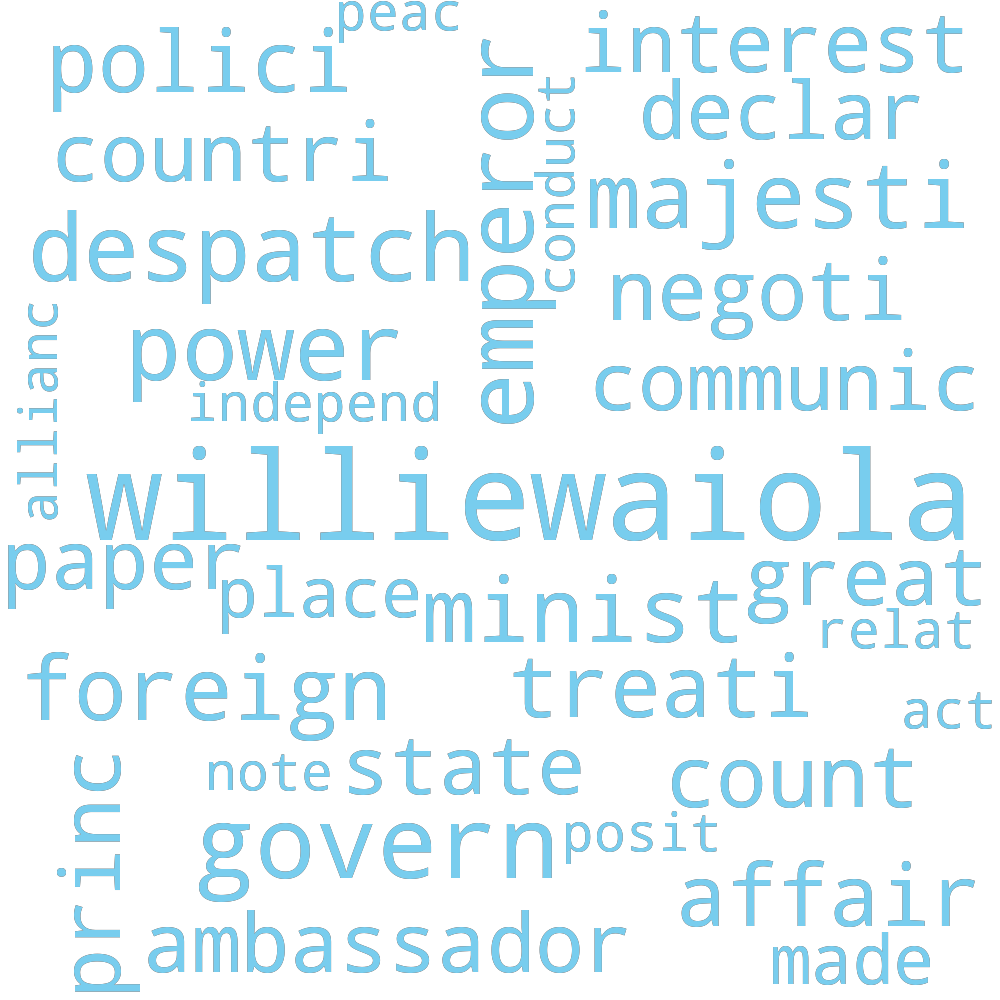 peac
polici
interest
emperor
conduct
declar
countri
majesti
despatch
negoti
allianc
power
independ
communic
williewaiola
paper
place
minist
great
relat
foreign
treati
act
princ
note
state
count
govern
posit
affair
ambassador
made